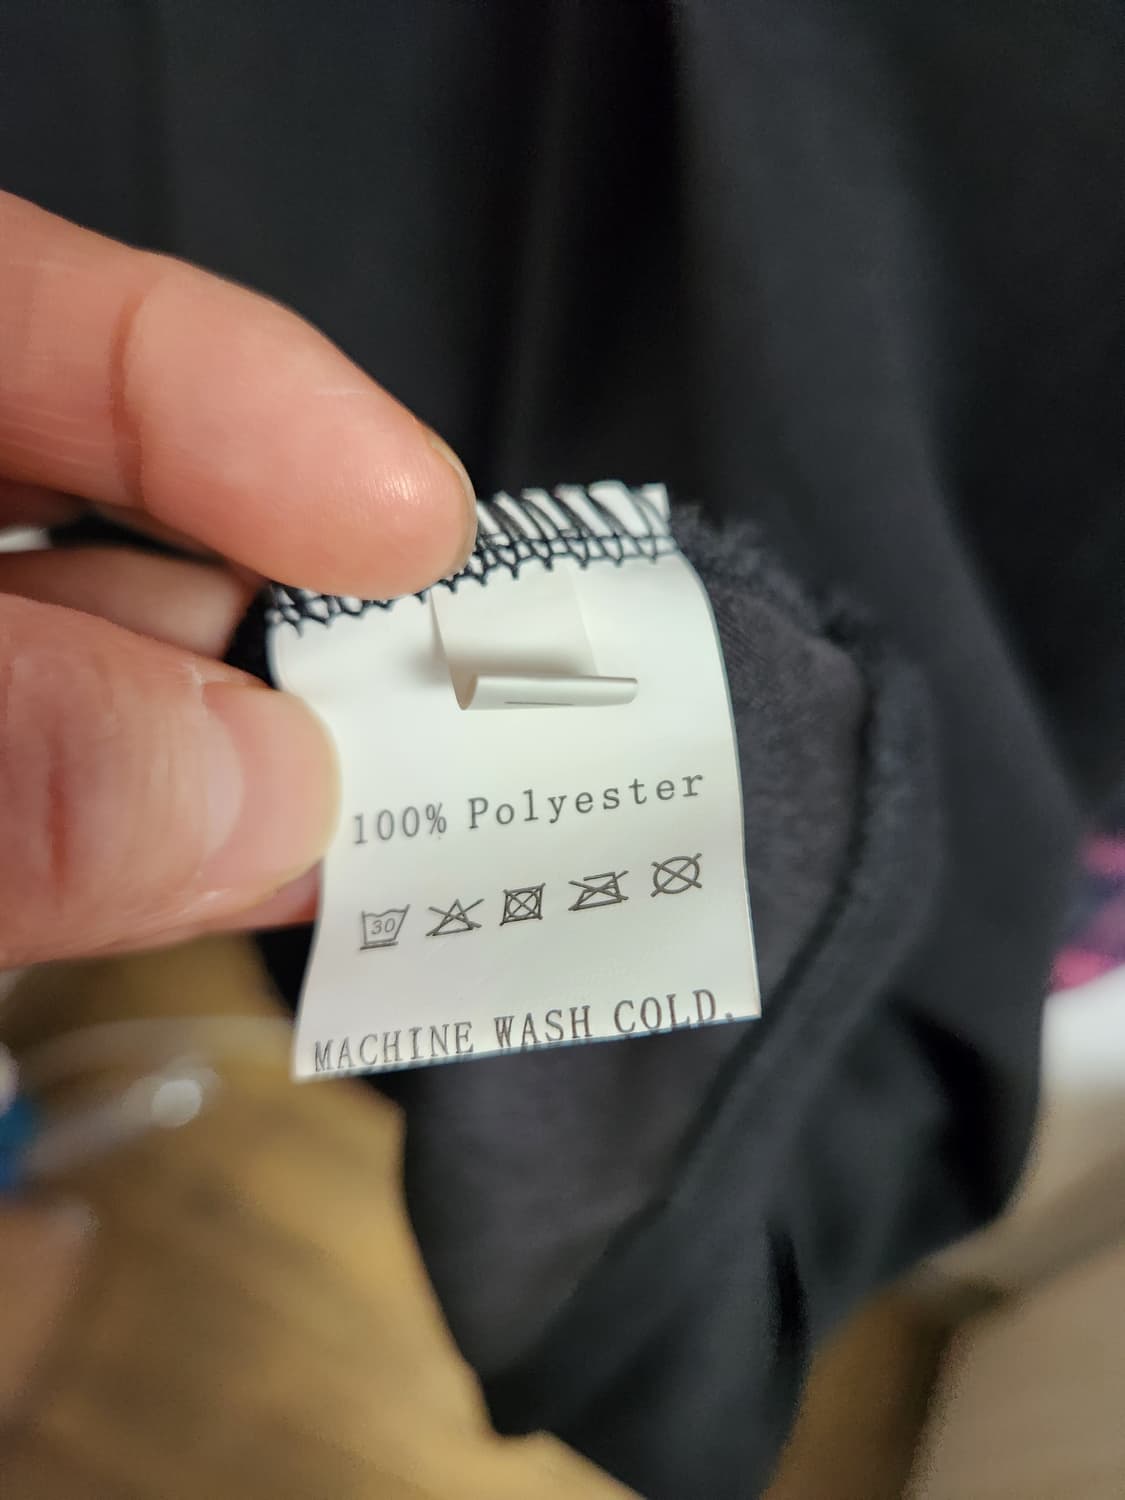 100% Polyester
30
MACHINE WASH COLD.